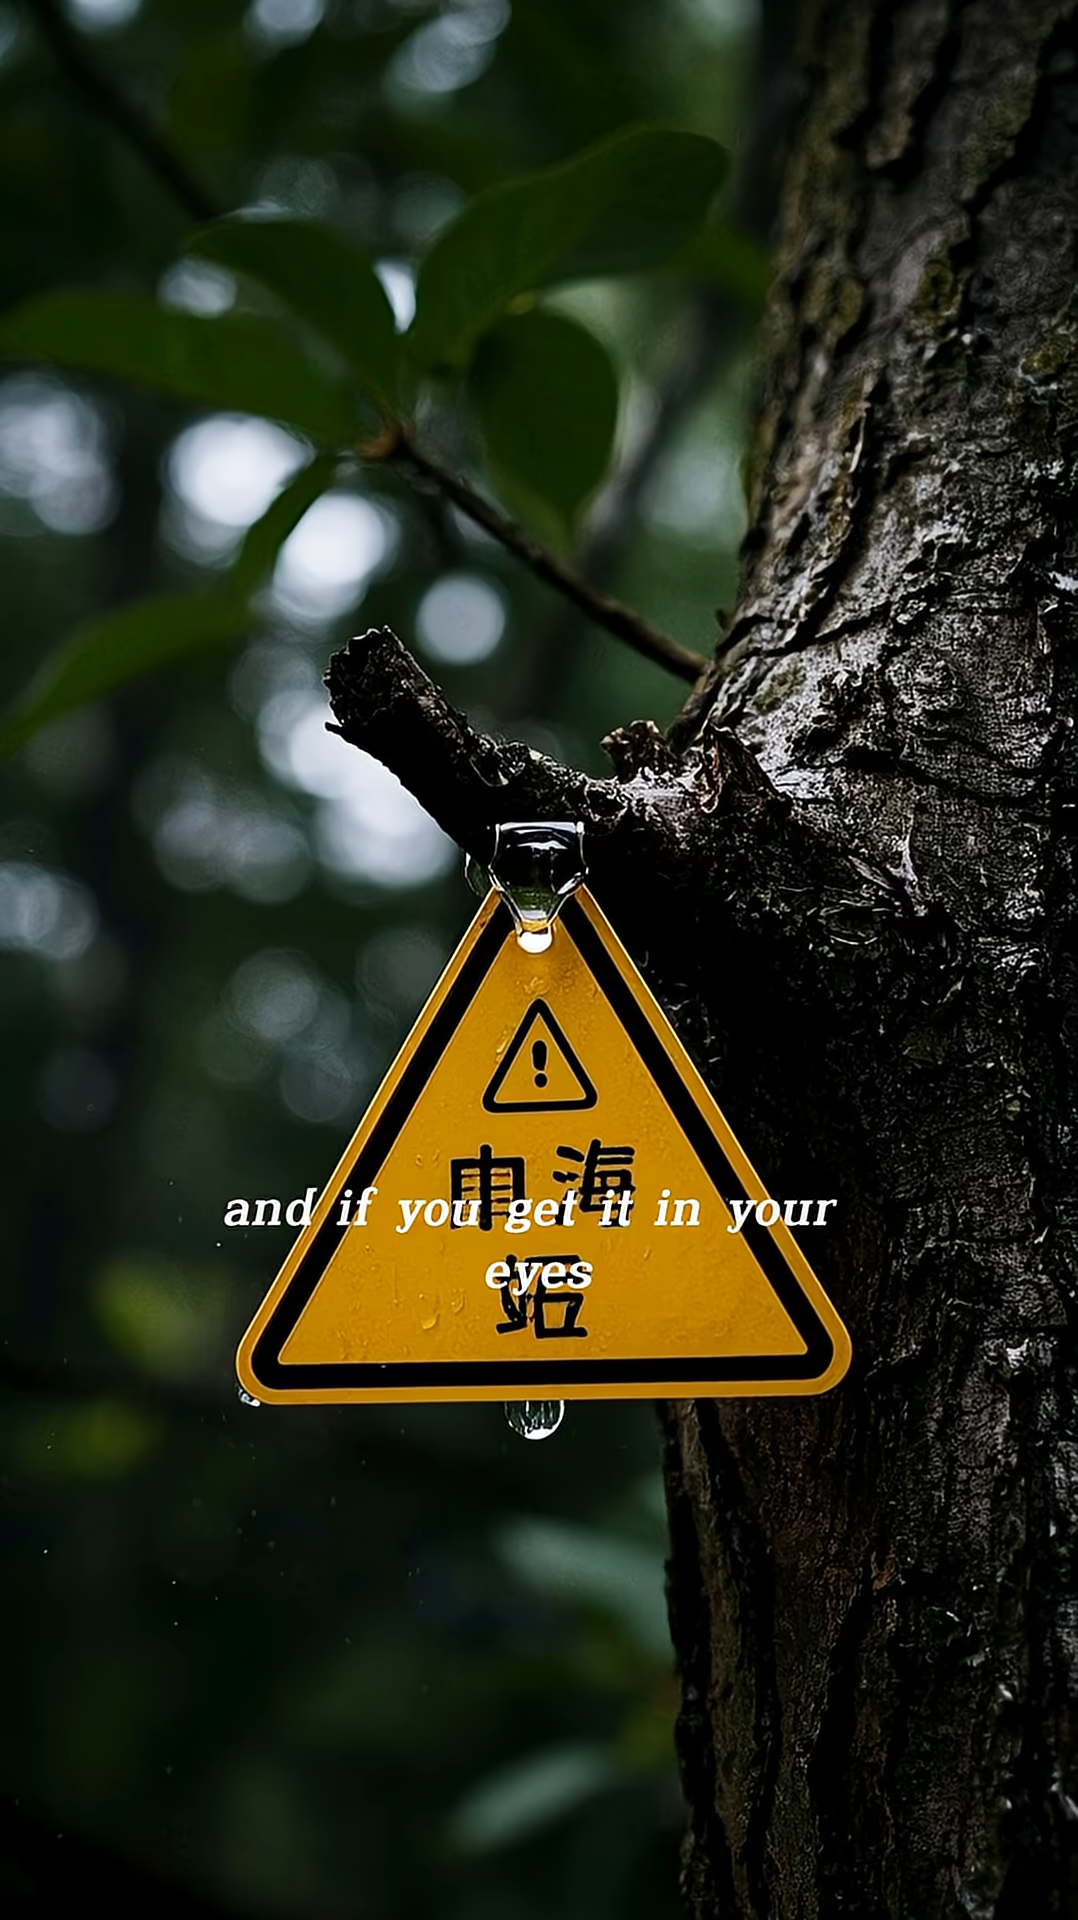 !
海
and if you get it in your
eyes